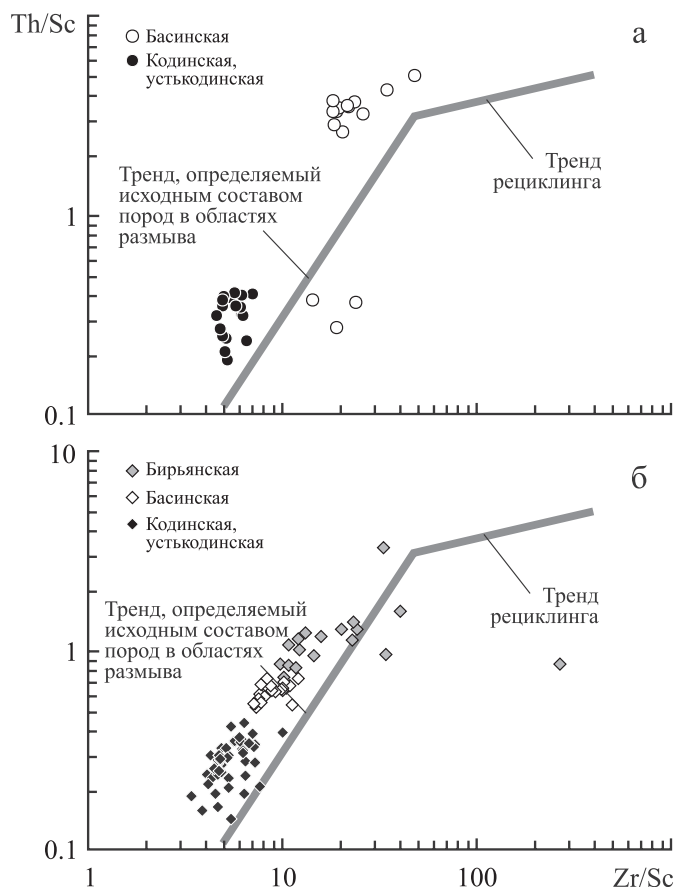 Th/Sc
а
Басинская
Кодинская,
устькодинская
Тренд
рециклинга
Тренд, определяемый
исходным составом
пород в областях
размыва
1
0.1
10
б
Бирьянская
Басинская
Кодинская,
устькодинская
Тренд
рециклинга
Тренд, определяемый
исходным составом
пород в областях
размыва
1
0.1
1
10
100
Zr/Sc